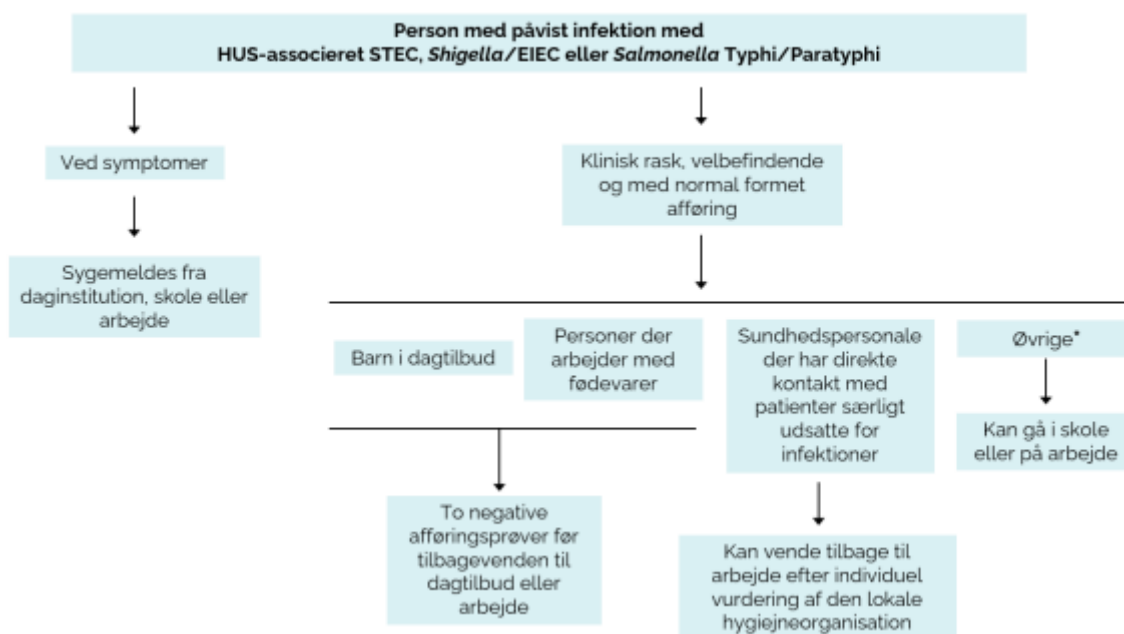 Person med påvist infektion med
HUS-associeret STEC, Shigella/EIEC eller Salmonella Typhi/Paratyphi
Ved symptomer
Klinisk rask, velbefindende
og med normal formet
afføring
Sygemeldes fra
daginstitution, skole eller
arbejde
Barn i dagtilbud
Personer der
arbejder med
fødevarer
Sundhedspersonale
der har direkte
kontakt med
patienter særligt
udsatte for
infektioner
Øvrige*
Kan gå i skole
eller på arbejde
To negative
afføringsprøver før
tilbagevenden til
dagtilbud eller
arbejde
Kan vende tilbage til
arbejde efter individuel
vurdering af den lokale
hygiejneorganisation